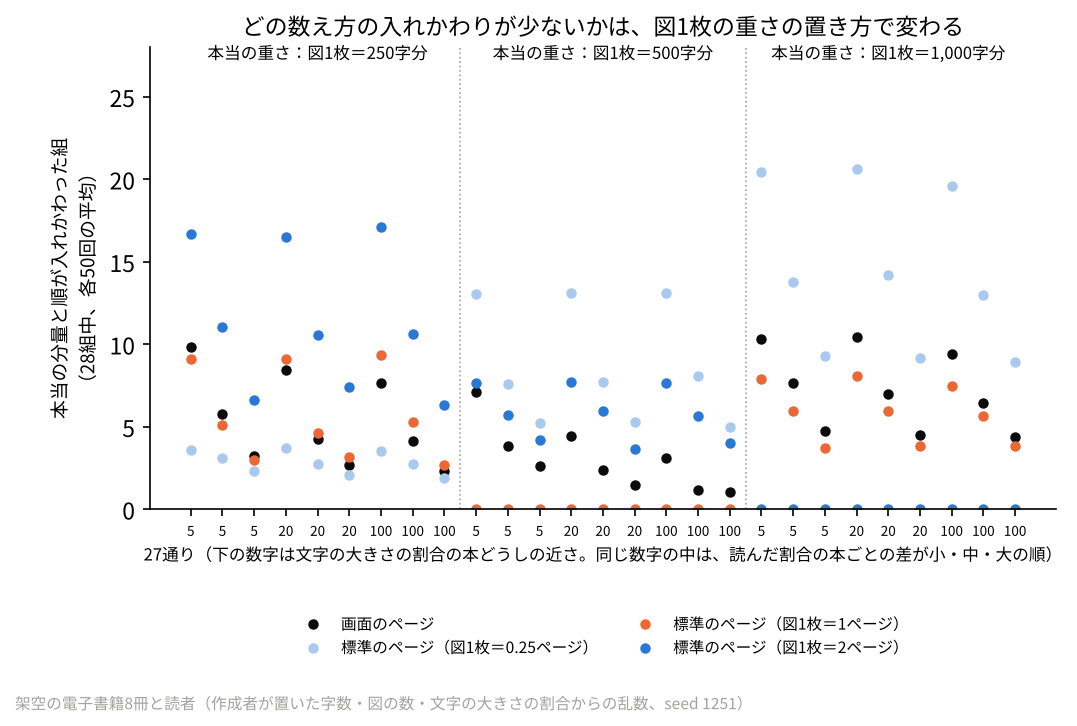 どの数え方の入れかわりが少ないかは、図1枚の重さの置き方で変わる
本当の重さ：図1枚＝250字分
本当の重さ：図1枚＝500字分
本当の重さ：図1枚＝1,000字分
本当の分量と順が入れかわった組
（28組中、各50回の平均）
25
20
15
10
5
0
5 5 5 20 20 20 100 100 100 5 5 5 20 20 20 100 100 100 5 5 5 20 20 20 100 100 100
27通り（下の数字は文字の大きさの割合の本どうしの近さ。同じ数字の中は、読んだ割合の本ごとの差が小・中・大の順）
画面のページ
標準のページ（図1枚＝0.25ページ）
標準のページ（図1枚＝1ページ）
標準のページ（図1枚＝2ページ）
架空の電子書籍8冊と読者（作成者が置いた字数・図の数・文字の大きさの割合からの乱数、seed 1251）